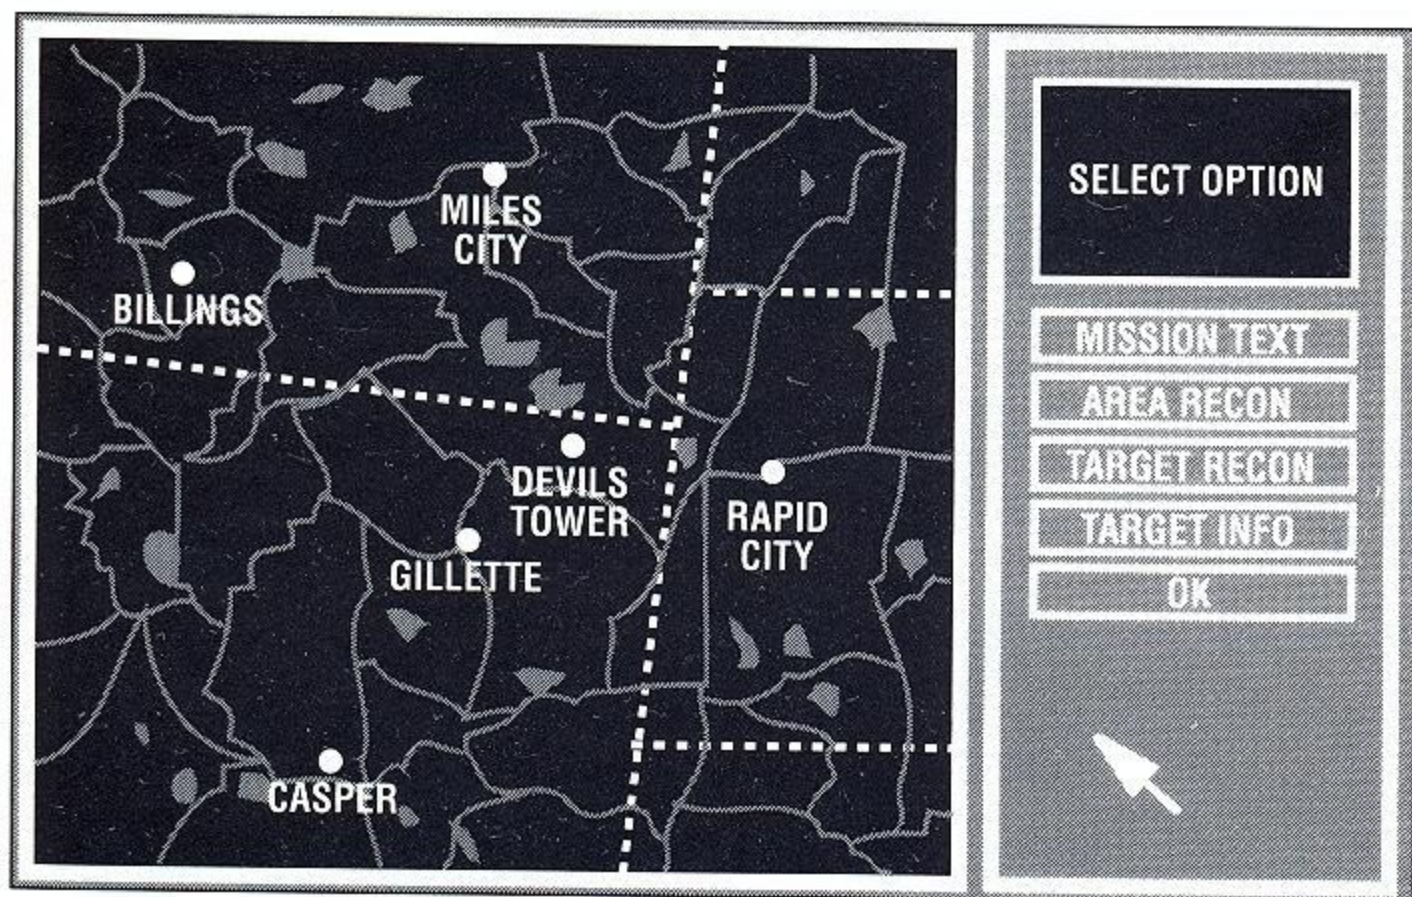 MILES
CITY
BILLINGS
DEVILS
TOWER
RAPID
CITY
GILLETTE
CASPER
SELECT OPTION
MISSION TEXT
AREA RECON
TARGET RECON
TARGET INFO
OK